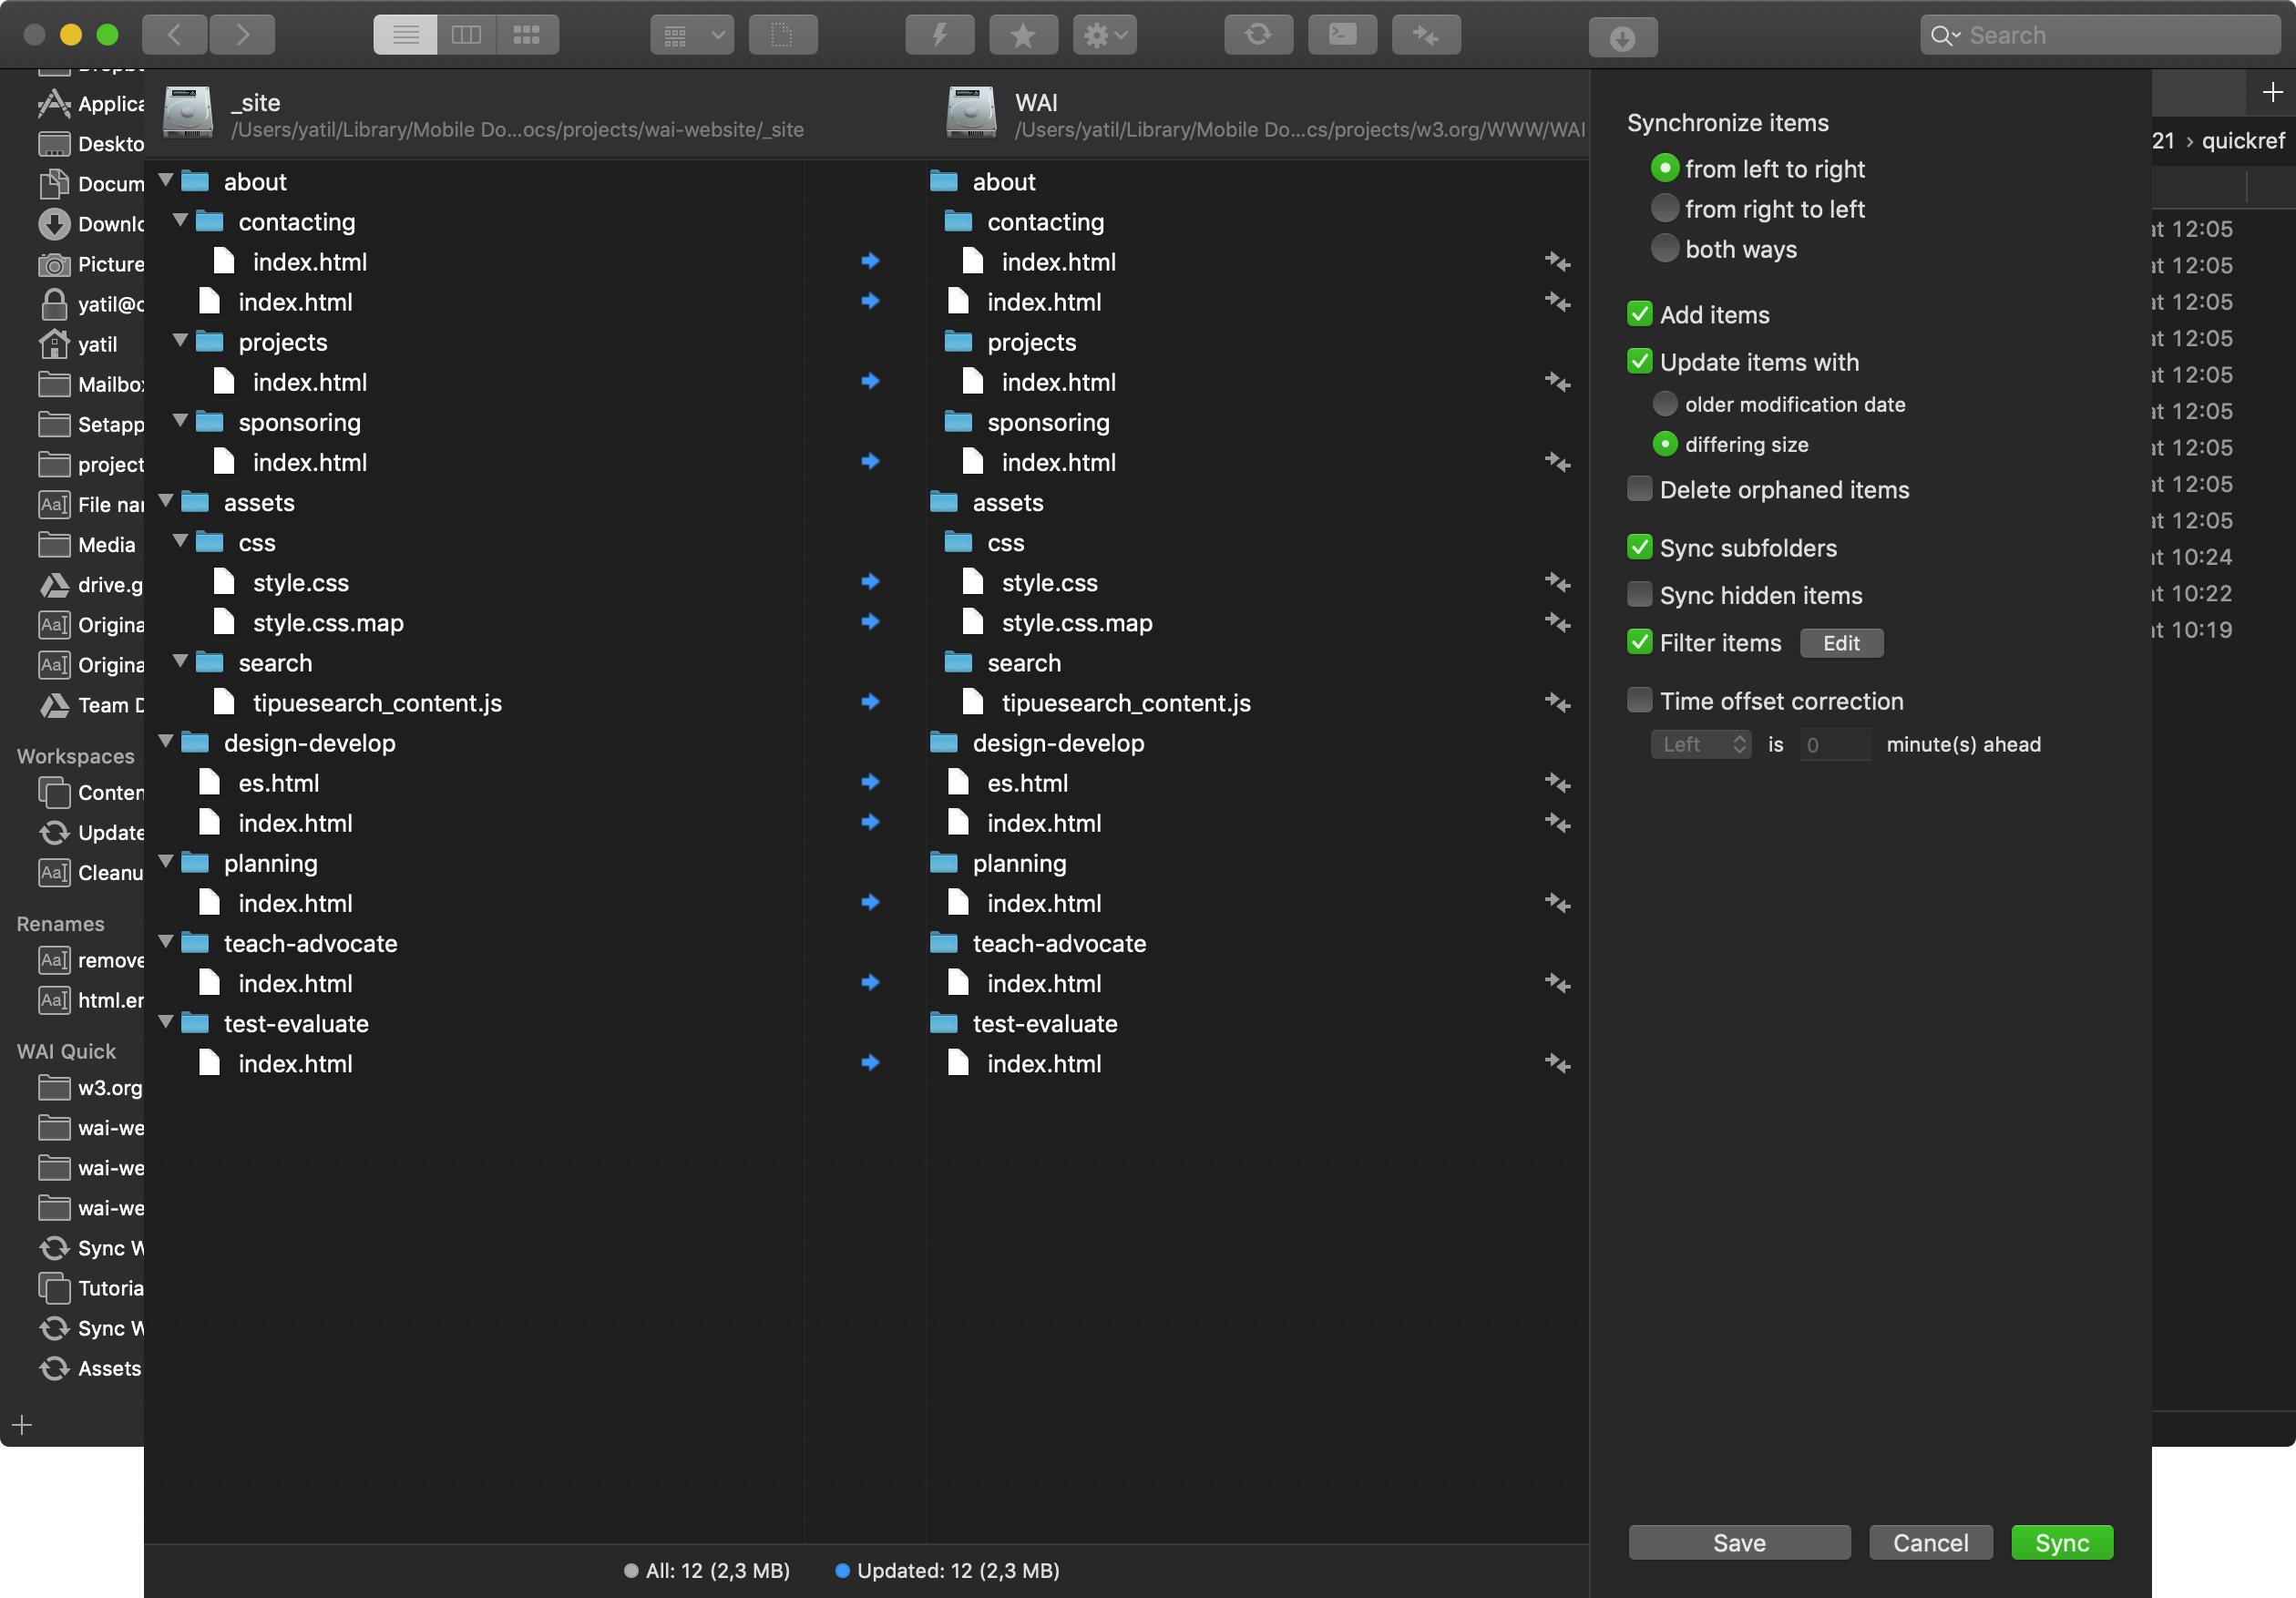 Search
Applica
Deskto
Docum
Downlo
Picture
yatil@c
yatil
Mailbo
Setapp
project
File nar
Media
drive.g
Origina
Origina
Team D
Workspaces
Conten
Update
Cleanu
Renames
remove
html.er
WAI Quick
w3.org
wai-we
wai-we
wai-we
Sync W
Tutoria
Sync W
Assets
_site
/Users/yatil/Library/Mobile Do...ocs/projects/wai-website/_site
WAI
/Users/yatil/Library/Mobile Do...cs/projects/w3.org/WWW/WAI
about about
contacting contacting
index.html index.html
index.html index.html
projects projects
index.html index.html
sponsoring sponsoring
index.html index.html
assets assets
css css
style.css style.css
style.css.map style.css.map
search search
tipuesearch_content.js tipuesearch_content.js
design-develop design-develop
es.html es.html
index.html index.html
planning planning
index.html index.html
teach-advocate teach-advocate
index.html index.html
test-evaluate test-evaluate
index.html index.html
All: 12 (2,3 MB) Updated: 12 (2,3 MB)
Synchronize items
from left to right
from right to left
both ways
Add items
Update items with
older modification date
differing size
Delete orphaned items
Sync subfolders
Sync hidden items
Filter items Edit
Time offset correction
Left is 0 minute(s) ahead
Save Cancel Sync
21 › quickref
at 12:05
at 12:05
at 12:05
at 12:05
at 12:05
at 12:05
at 12:05
at 12:05
at 12:05
at 10:24
at 10:22
at 10:19